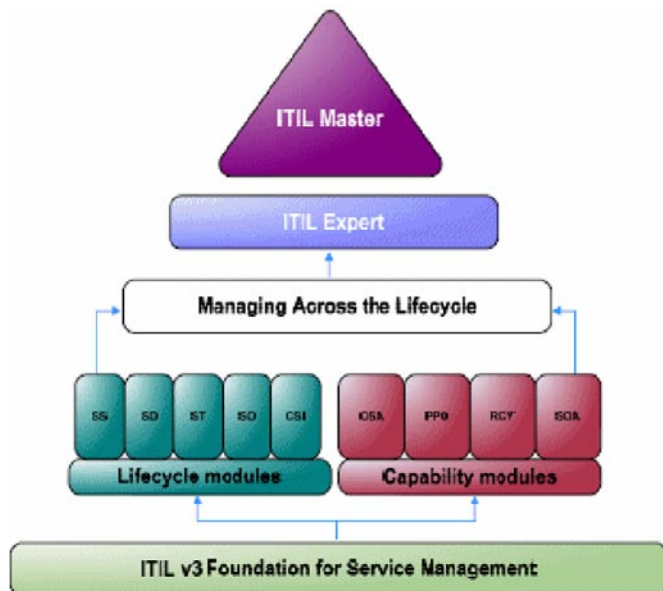 ITIL Master
ITIL Expert
Managing Across the Lifecycle
SS SD ST SO CSI OSA PPO RCV SOA
Lifecycle modules Capability modules
ITIL v3 Foundation for Service Management